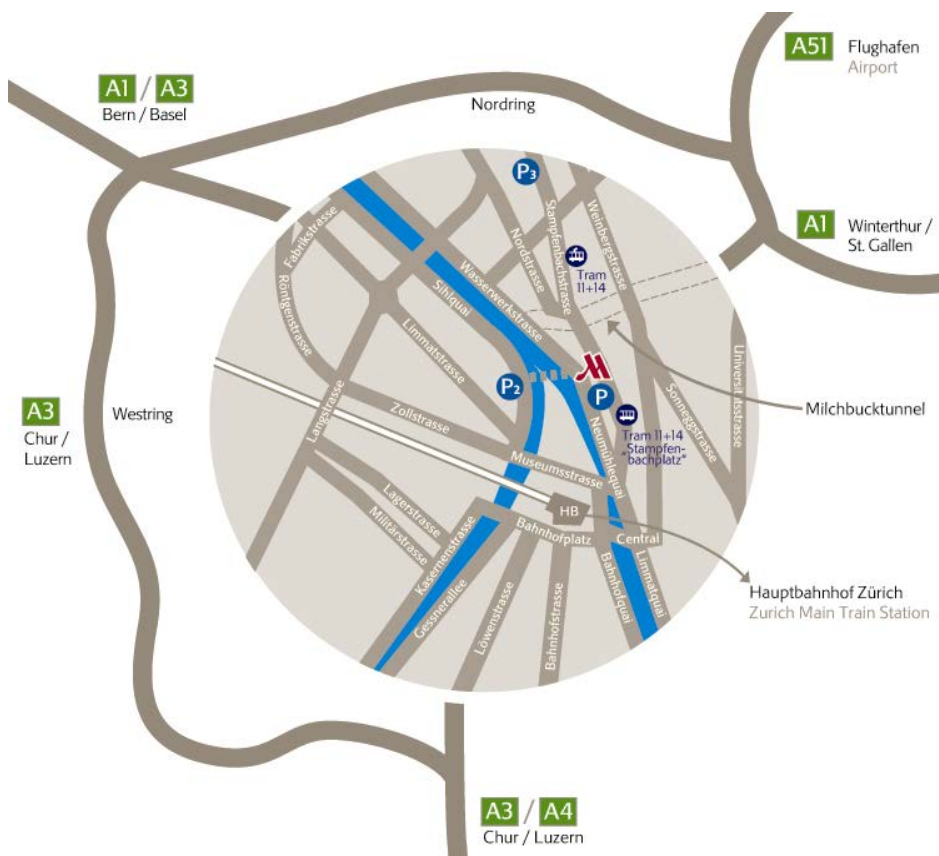 A51
Flughafen
Airport
A1 / A3
Bern / Basel
Nordring
P3
A1
Winterthur /
St. Gallen
Fabrikstrasse
Stampfenbachstrasse
Weinbergstrasse
Nordstrasse
Wasserwerkstrasse
Tram
11+14
Röntgenstrasse
Sihlquai
Limmatstrasse
P2
P
Universitätsstrasse
Sonneggstrasse
Milchbucktunnel
A3
Chur /
Luzern
Westring
Langstrasse
Zollstrasse
Neumühlequai
Tram 11+14
"Stampfen-
bachplatz"
Museumsstrasse
HB
Lagerstrasse
Militärstrasse
Kasernenstrasse
Bahnhofplatz
Central
Gessnerallee
Löwenstrasse
Bahnhofstrasse
Bahnhofquai
Limmatquai
Hauptbahnhof Zürich
Zurich Main Train Station
A3 / A4
Chur / Luzern